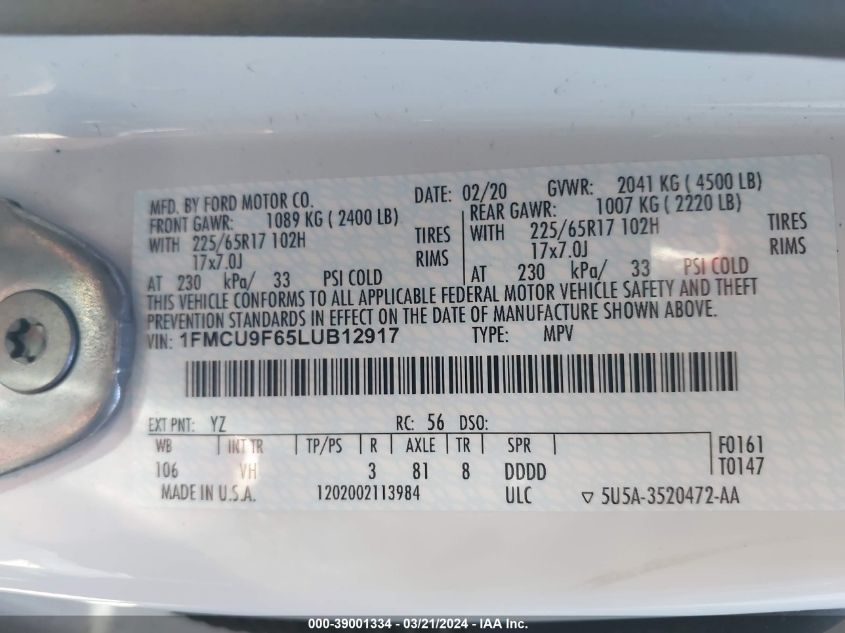 MFD. BY FORD MOTOR CO. DATE: 02/20 GVWR: 2041 KG ( 4500 LB)
FRONT GAWR: 1089 KG ( 2400 LB) REAR GAWR: 1007 KG ( 2220 LB)
WITH 225/65R17 102H TIRES WITH 225/65R17 102H TIRES
17x7.0J RIMS 17x7.0J RIMS
AT 230 kPa/ 33 PSI COLD AT 230 kPa/ 33 PSI COLD
THIS VEHICLE CONFORMS TO ALL APPLICABLE FEDERAL MOTOR VEHICLE SAFETY AND THEFT
PREVENTION STANDARDS IN EFFECT ON THE DATE OF MANUFACTURE SHOWN ABOVE.
VIN: 1FMCU9F65LUB12917 TYPE: MPV
EXT PNT: YZ RC: 56 DSO:
WB INT TR TP/PS R AXLE TR SPR F0161
106 VH 3 81 8 DDDD T0147
MADE IN U.S.A. 1202002113984 ULC ▽ 5U5A-3520472-AA
000-39001334 / 03/21/2024 - IAA Inc.